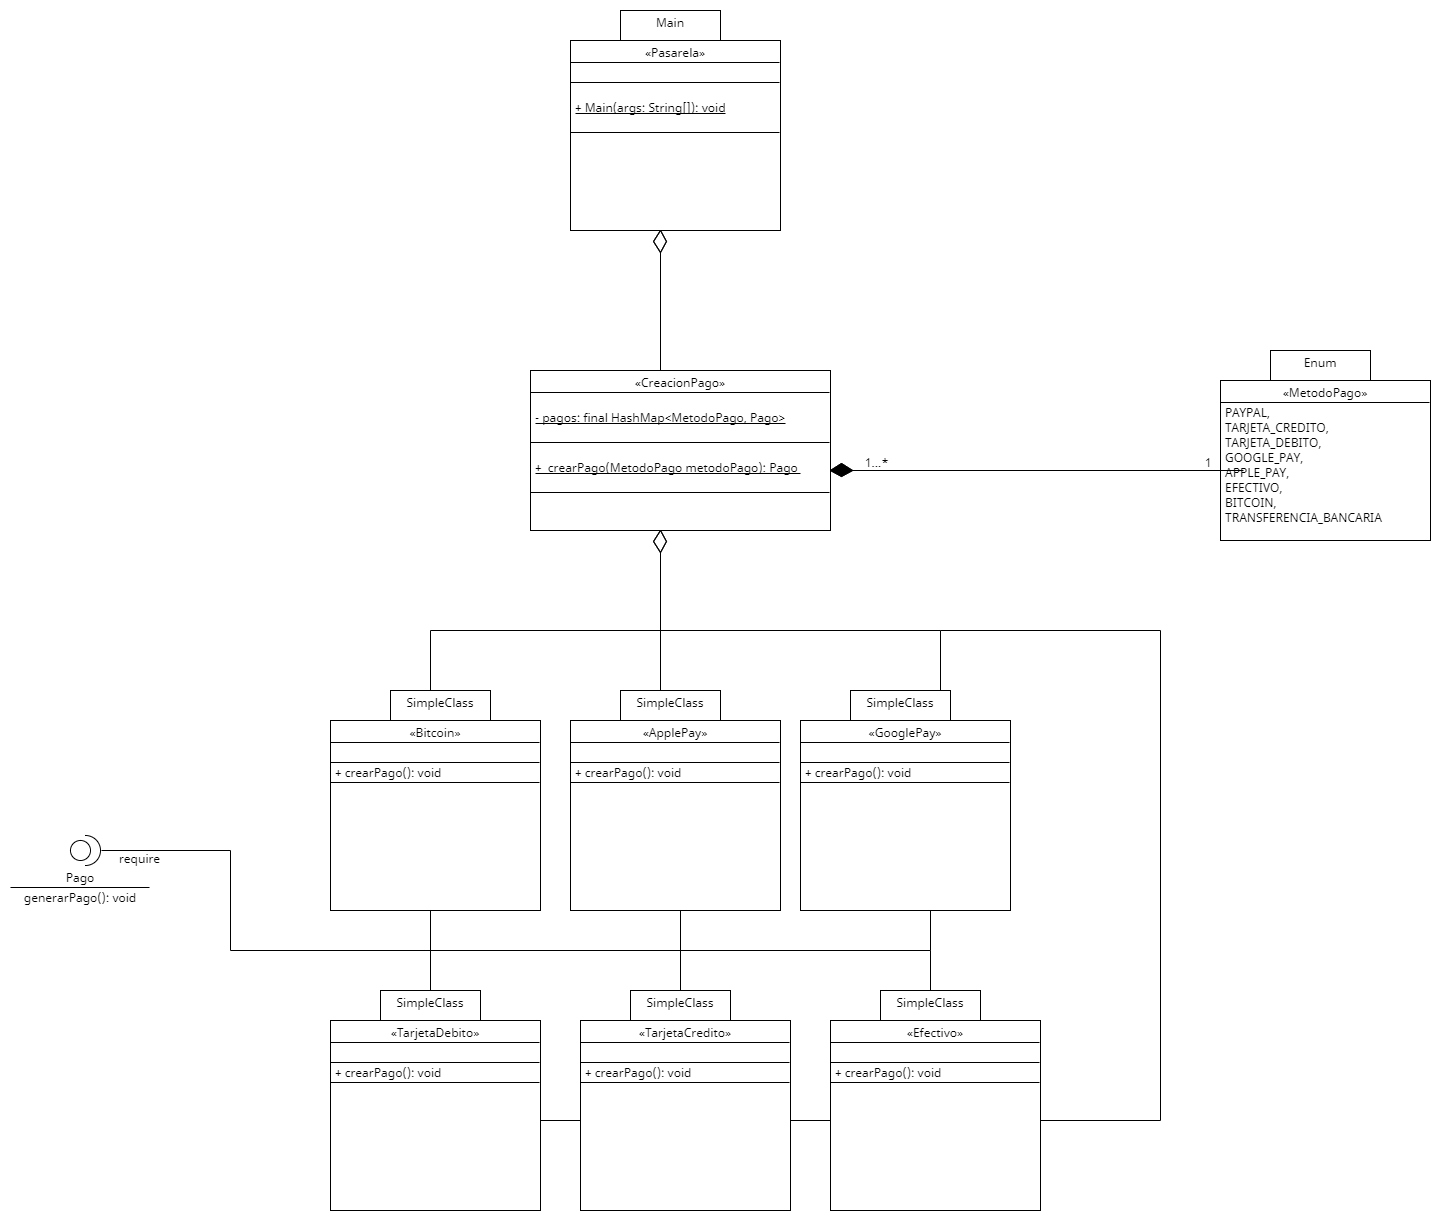 Main
«Pasarela»
+ Main(args: String[]): void
«CreacionPago»
- pagos: final HashMap<MetodoPago, Pago>
+ crearPago(MetodoPago metodoPago): Pago
1...*
1
Enum
«MetodoPago»
PAYPAL,
TARJETA_CREDITO,
TARJETA_DEBITO,
GOOGLE_PAY,
APPLE_PAY,
EFECTIVO,
BITCOIN,
TRANSFERENCIA_BANCARIA
SimpleClass
«Bitcoin»
+ crearPago(): void
SimpleClass
«ApplePay»
+ crearPago(): void
SimpleClass
«GooglePay»
+ crearPago(): void
require
Pago
generarPago(): void
SimpleClass
«TarjetaDebito»
+ crearPago(): void
SimpleClass
«TarjetaCredito»
+ crearPago(): void
SimpleClass
«Efectivo»
+ crearPago(): void